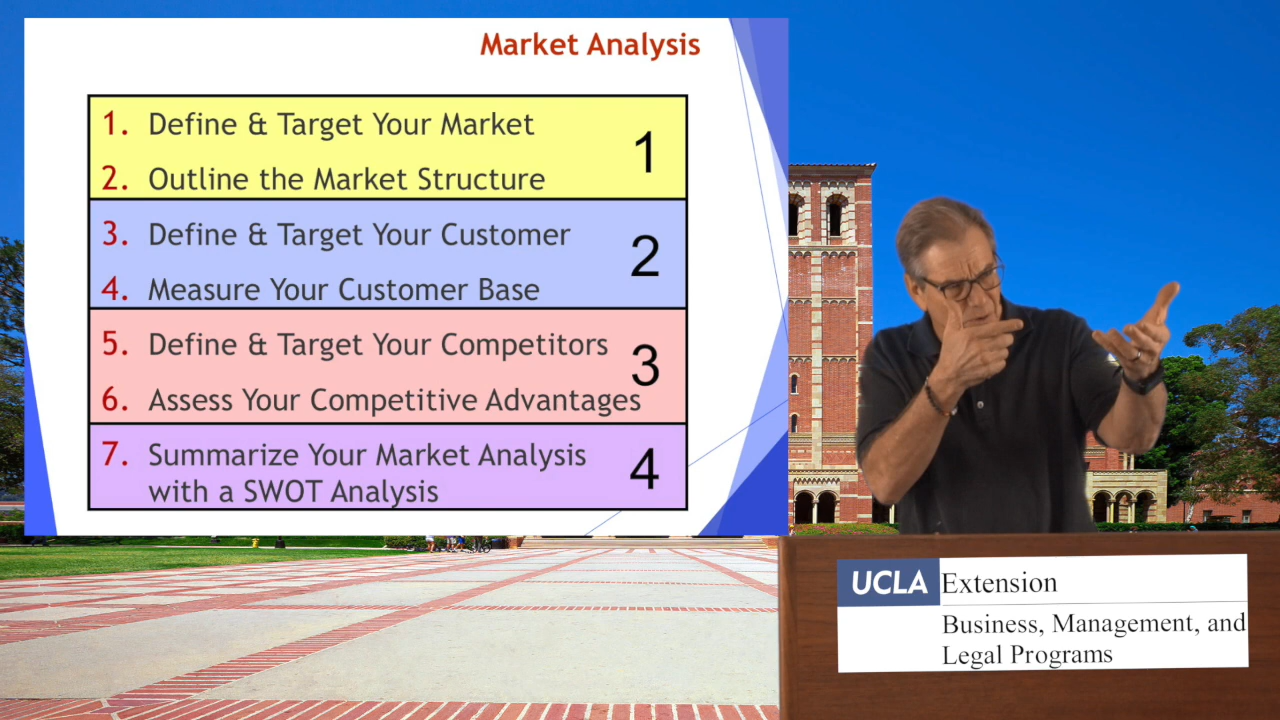 Market Analysis
1. Define & Target Your Market
2. Outline the Market Structure
1
3. Define & Target Your Customer
4. Measure Your Customer Base
2
5. Define & Target Your Competitors
6. Assess Your Competitive Advantages
3
7. Summarize Your Market Analysis
with a SWOT Analysis
4
UCLA Extension
Business, Management, and
Legal Programs